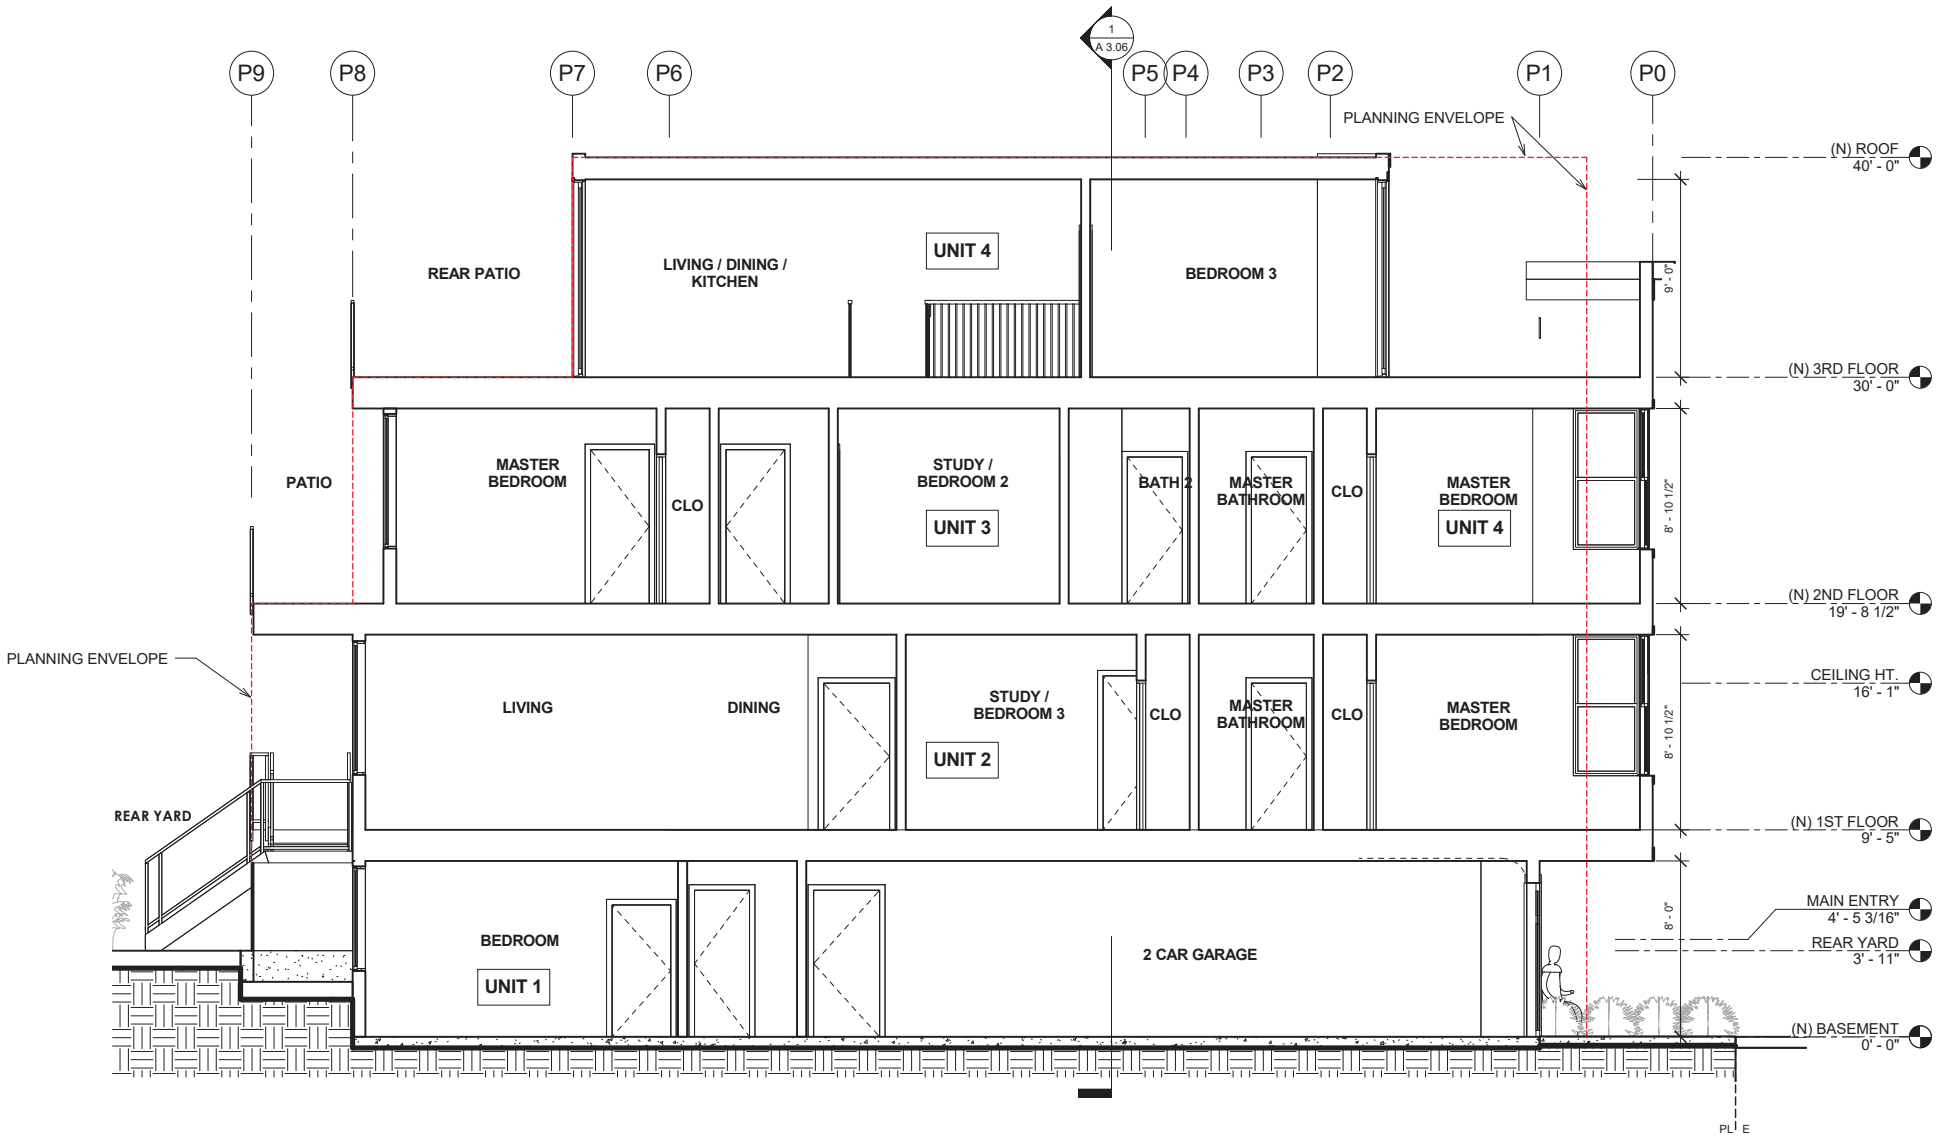 1
A 3.06
P9
P8
P7
P6
P5
P4
P3
P2
P1
P0
PLANNING ENVELOPE
(N) ROOF
40' - 0"
UNIT 4
REAR PATIO
LIVING / DINING /
KITCHEN
BEDROOM 3
9' - 0"
(N) 3RD FLOOR
30' - 0"
PATIO
MASTER
BEDROOM
CLO
STUDY /
BEDROOM 2
UNIT 3
BATH 2
MASTER
BATHROOM
CLO
MASTER
BEDROOM
UNIT 4
8' - 10 1/2"
(N) 2ND FLOOR
19' - 8 1/2"
PLANNING ENVELOPE
CEILING HT.
16' - 1"
LIVING
DINING
STUDY /
BEDROOM 3
UNIT 2
CLO
MASTER
BATHROOM
CLO
MASTER
BEDROOM
8' - 10 1/2"
REAR YARD
(N) 1ST FLOOR
9' - 5"
MAIN ENTRY
4' - 5 3/16"
8' - 0"
BEDROOM
UNIT 1
2 CAR GARAGE
REAR YARD
3' - 11"
(N) BASEMENT
0' - 0"
PL E